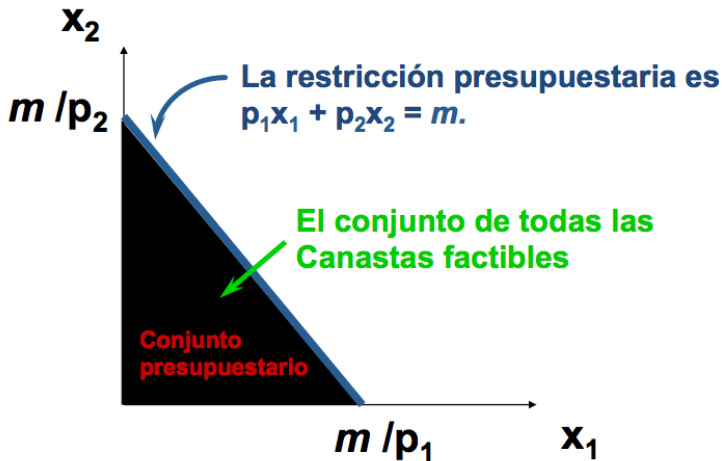 x₂
La restricción presupuestaria es
m /p₂
p₁x₁ + p₂x₂ = m.
El conjunto de todas las
Canastas factibles
Conjunto
presupuestario
m /p₁
x₁